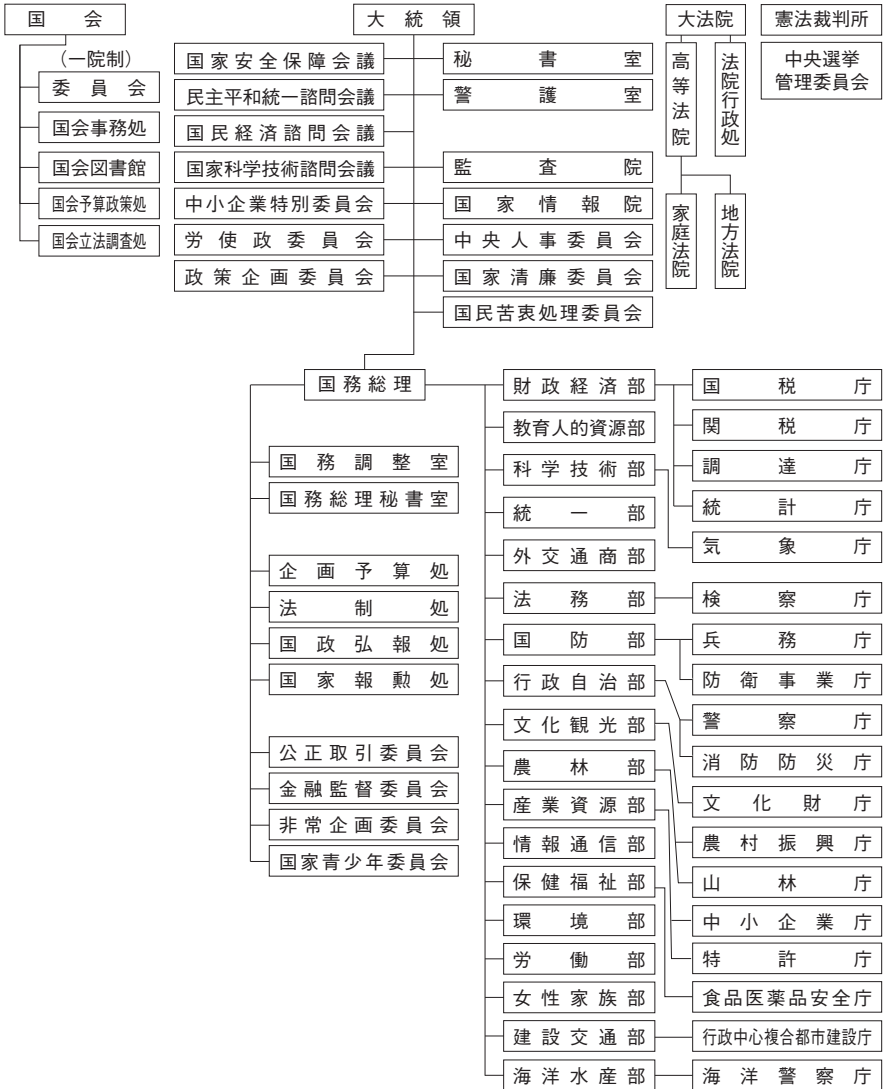 国会
（一院制）
委員会
国会事務処
国会図書館
国会予算政策処
国会立法調査処
大統領
国家安全保障会議
民主平和統一諮問会議
国民経済諮問会議
国家科学技術諮問会議
中小企業特別委員会
労使政委員会
政策企画委員会
秘書室
警護室
監査院
国家情報院
中央人事委員会
国家清廉委員会
国民苦衷処理委員会
大法院
高等法院
法院行政処
家庭法院
地方法院
憲法裁判所
中央選挙
管理委員会
国務総理
国務調整室
国務総理秘書室
企画予算処
法制処
国政弘報処
国家報勲処
公正取引委員会
金融監督委員会
非常企画委員会
国家青少年委員会
財政経済部
教育人的資源部
科学技術部
統一部
外交通商部
法務部
国防部
行政自治部
文化観光部
農林部
産業資源部
情報通信部
保健福祉部
環境部
労働部
女性家族部
建設交通部
海洋水産部
国税庁
関税庁
調達庁
統計庁
気象庁
検察庁
兵務庁
防衛事業庁
警察庁
消防防災庁
文化財庁
農村振興庁
山林庁
中小企業庁
特許庁
食品医薬品安全庁
行政中心複合都市建設庁
海洋警察庁